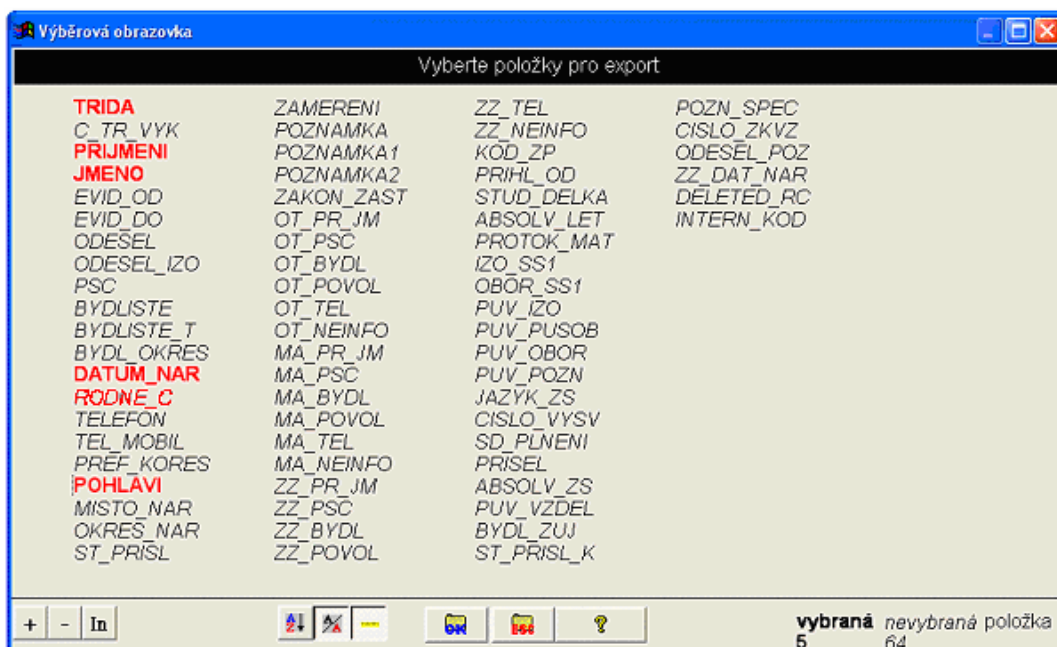 Výběrová obrazovka
Vyberte položky pro export
TRIDA
C_TR_VYK
PRIJMENI
JMENO
EVID_OD
EVID_DO
ODESEL
ODESEL_IZO
PSC
BYDLISTE
BYDLISTE_T
BYDL_OKRES
DATUM_NAR
RODNE_C
TELEFON
TEL_MOBIL
PREF_KORES
POHLAVI
MISTO_NAR
OKRES_NAR
ST_PRISL
ZAMERENI
POZNAMKA
POZNAMKA1
POZNAMKA2
ZAKON_ZAST
OT_PR_JM
OT_PSC
OT_BYDL
OT_POVOL
OT_TEL
OT_NEINFO
MA_PR_JM
MA_PSC
MA_BYDL
MA_POVOL
MA_TEL
MA_NEINFO
ZZ_PR_JM
ZZ_PSC
ZZ_BYDL
ZZ_POVOL
ZZ_TEL
ZZ_NEINFO
KOD_ZP
PRIHL_OD
STUD_DELKA
ABSOLV_LET
PROTOK_MAT
IZO_SS1
OBOR_SS1
PUV_IZO
PUV_PUSOB
PUV_OBOR
PUV_POZN
JAZYK_ZS
CISLO_VYSV
SD_PLNENI
PRISEL
ABSOLV_ZS
PUV_VZDEL
BYDL_ZUJ
ST_PRISL_K
POZN_SPEC
CISLO_ZKVZ
ODESEL_POZ
ZZ_DAT_NAR
DELETED_RC
INTERN_KOD
+ - In
OK
Esc
?
vybraná nevybraná položka
5 64